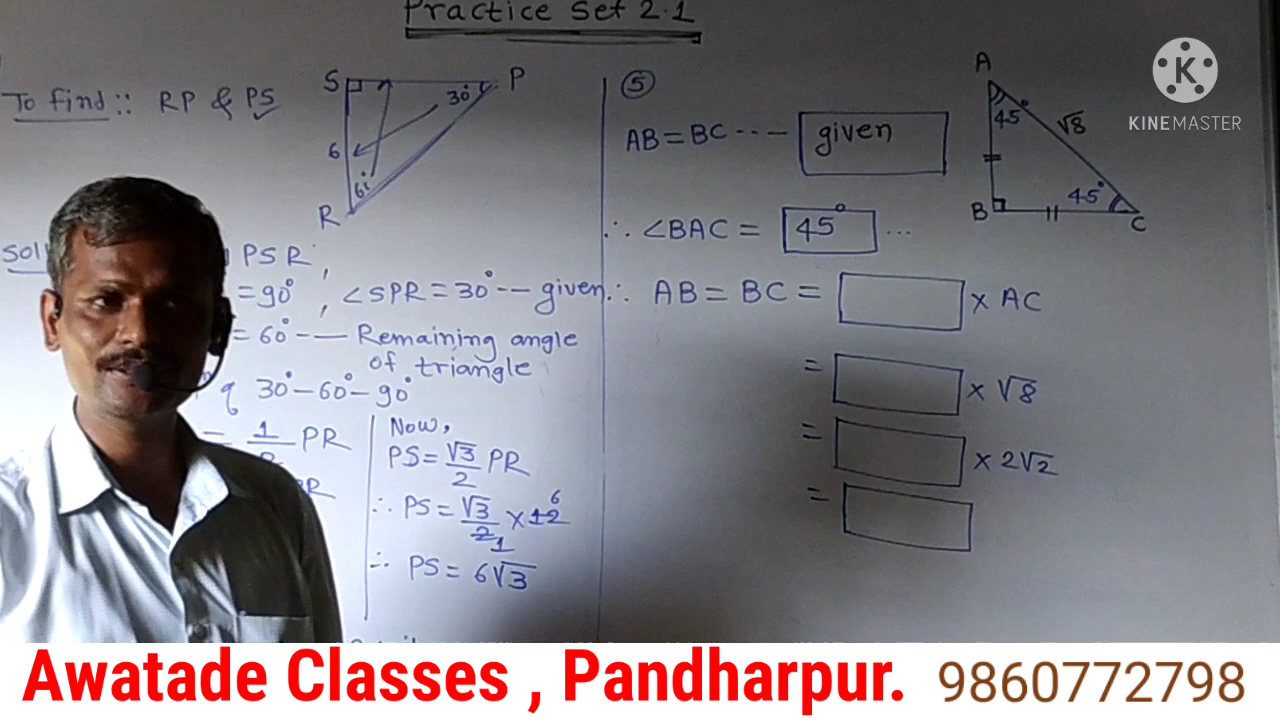 Practice Set 2.1
To find:: RP & PS
S
P
30°
6
R
PSR,
=90°, ∠SPR=30°-- given
=60° -- Remaining angle
of triangle
30°-60°-90°
= 1/ PR
PR
Now,
PS=√3/2 PR
∴ PS=√3/2 × 12 6
1
∴ PS= 6√3
⑤
AB=BC ---- given
∴ ∠BAC = 45° ...
∴ AB = BC = × AC
= × √8
= × 2√2
=
A
45°
√8
B
45°
C
K
KINEMASTER
Awatade Classes , Pandharpur. 9860772798